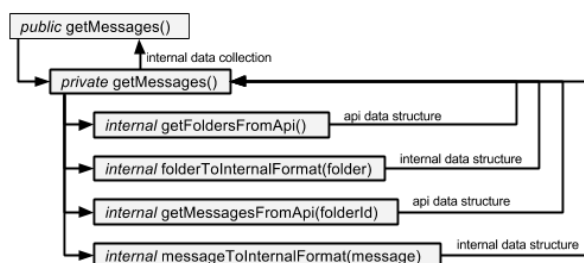 public getMessages()
internal data collection
private getMessages()
internal getFoldersFromApi()
api data structure
internal folderToInternalFormat(folder)
internal data structure
internal getMessagesFromApi(folderId)
api data structure
internal messageToInternalFormat(message)
internal data structure